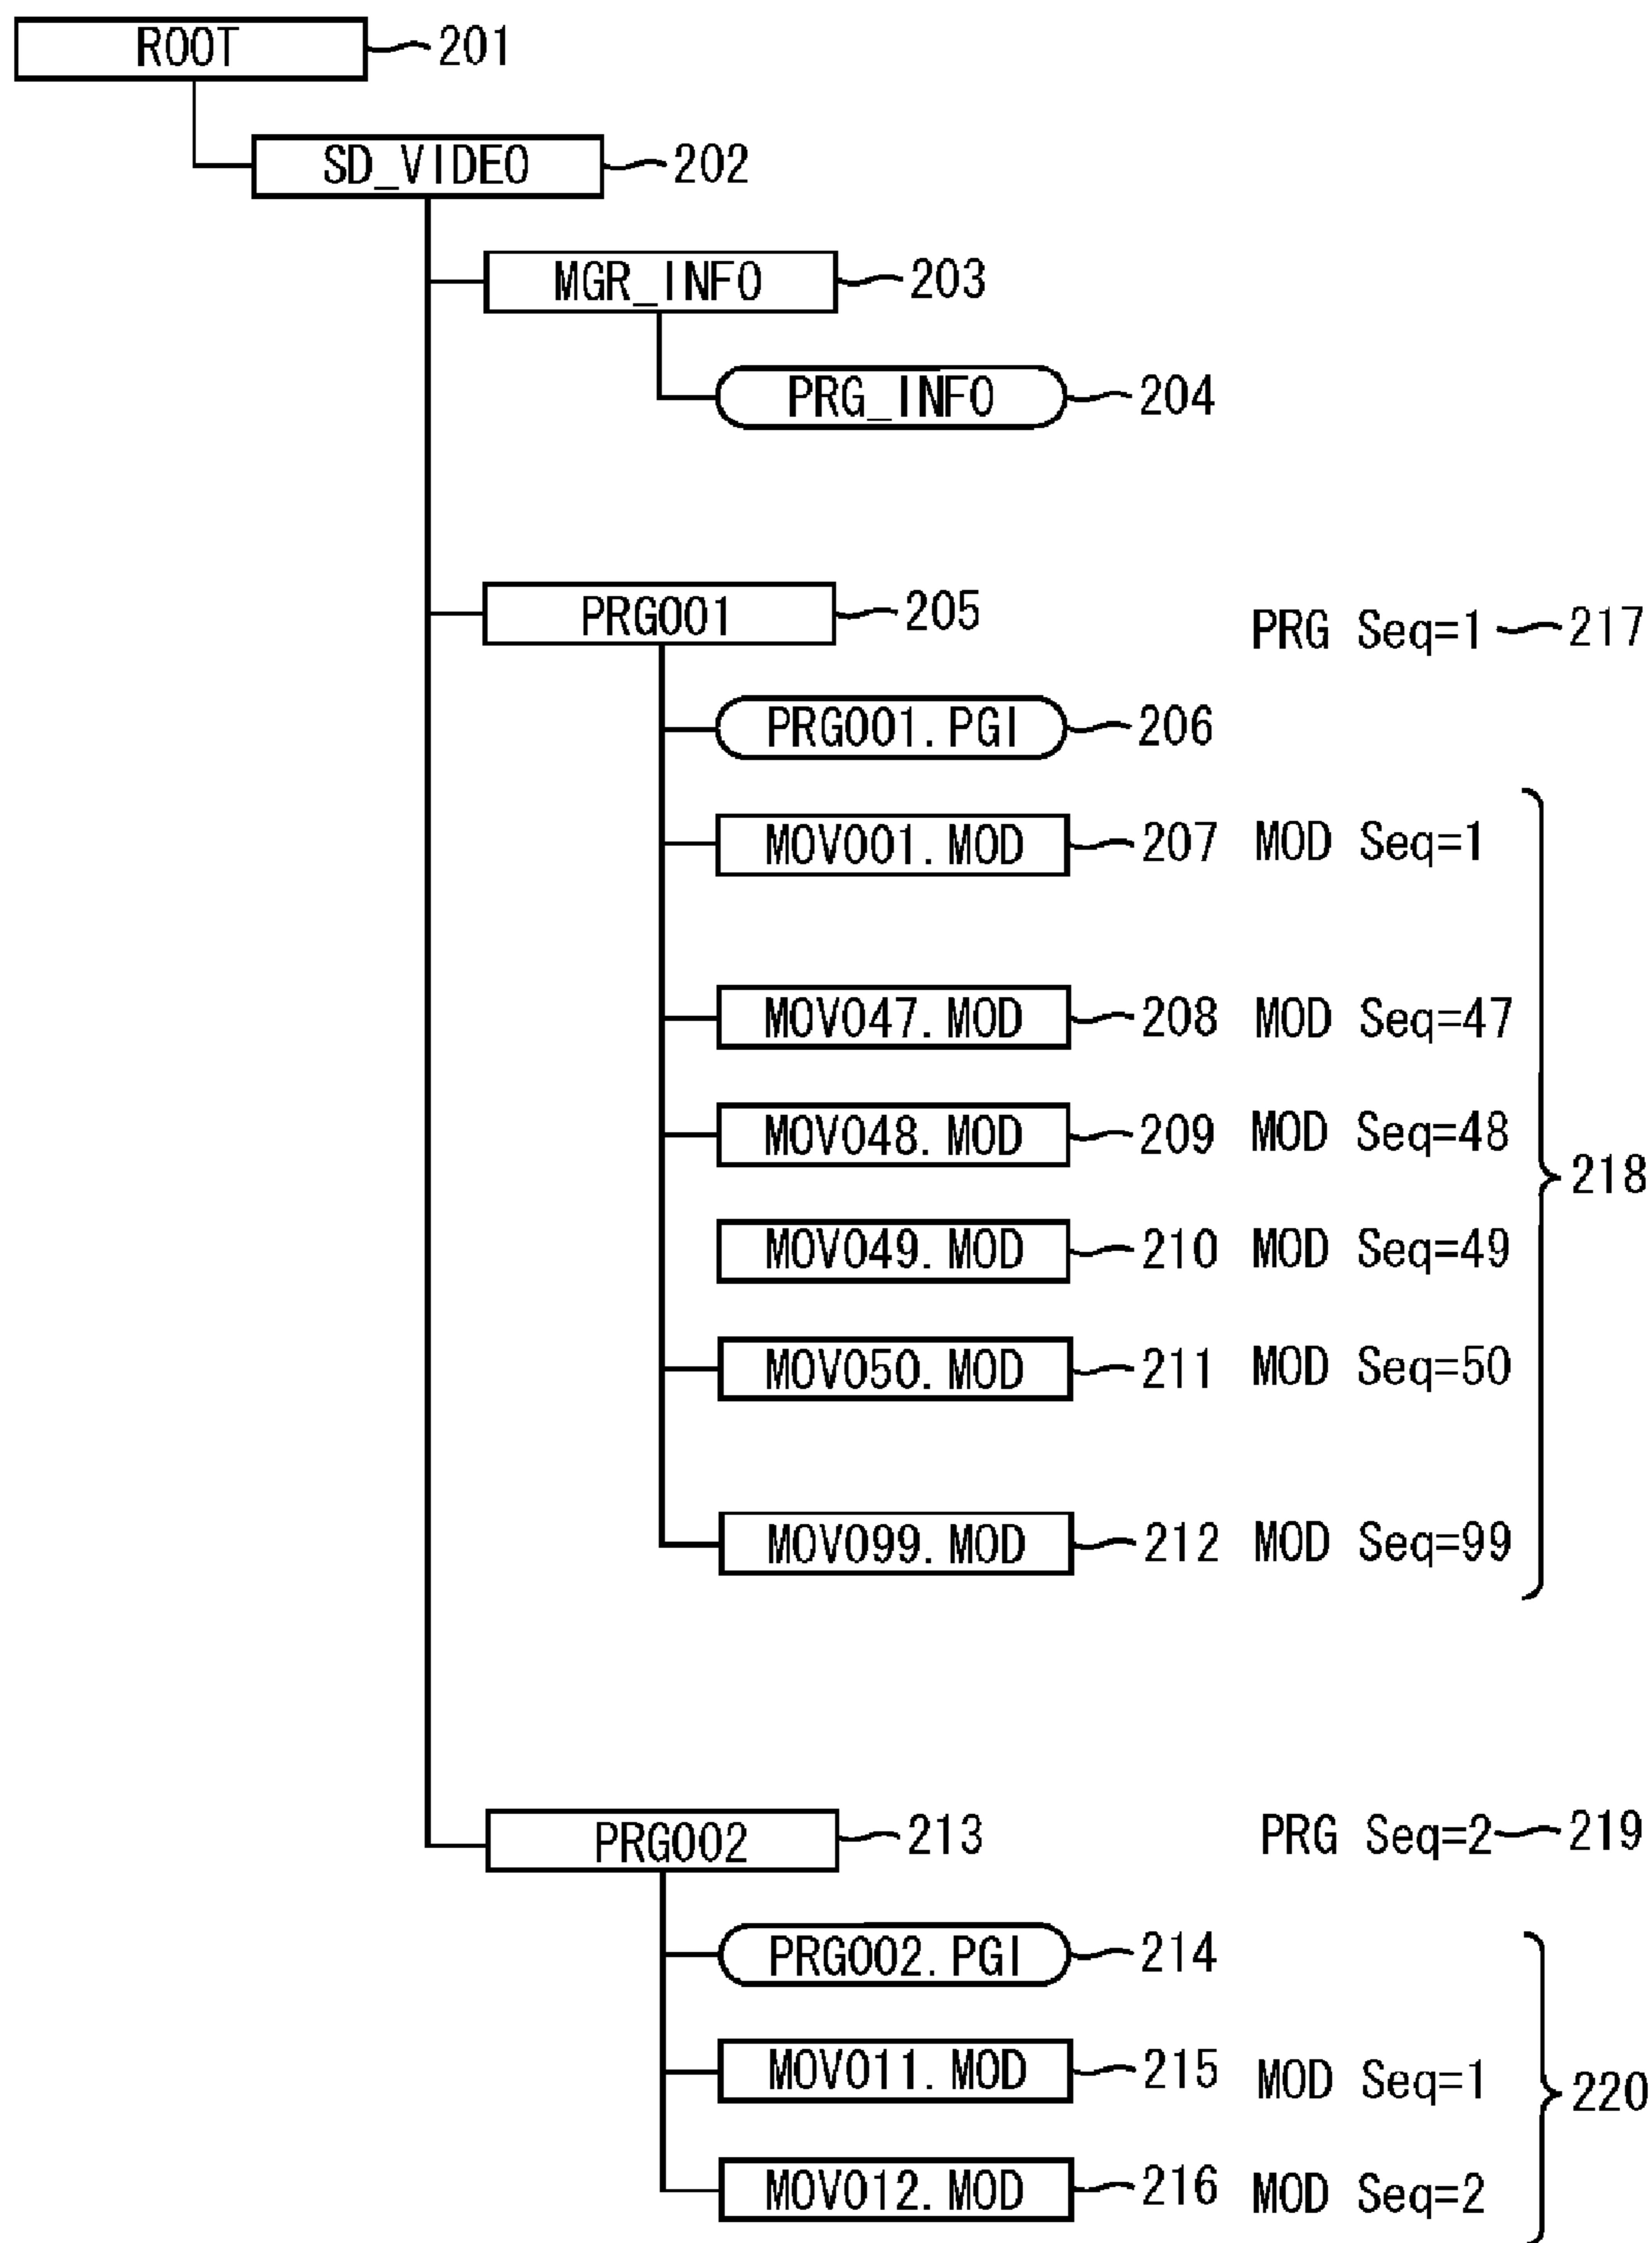 ROOT 201
SD_VIDEO 202
MGR_INFO 203
PRG_INFO 204
PRG001 205 PRG Seq=1 217
PRG001.PGI 206
MOV001.MOD 207 MOD Seq=1
MOV047.MOD 208 MOD Seq=47
MOV048.MOD 209 MOD Seq=48
218
MOV049.MOD 210 MOD Seq=49
MOV050.MOD 211 MOD Seq=50
MOV099.MOD 212 MOD Seq=99
PRG002 213 PRG Seq=2 219
PRG002.PGI 214
MOV011.MOD 215 MOD Seq=1
220
MOV012.MOD 216 MOD Seq=2